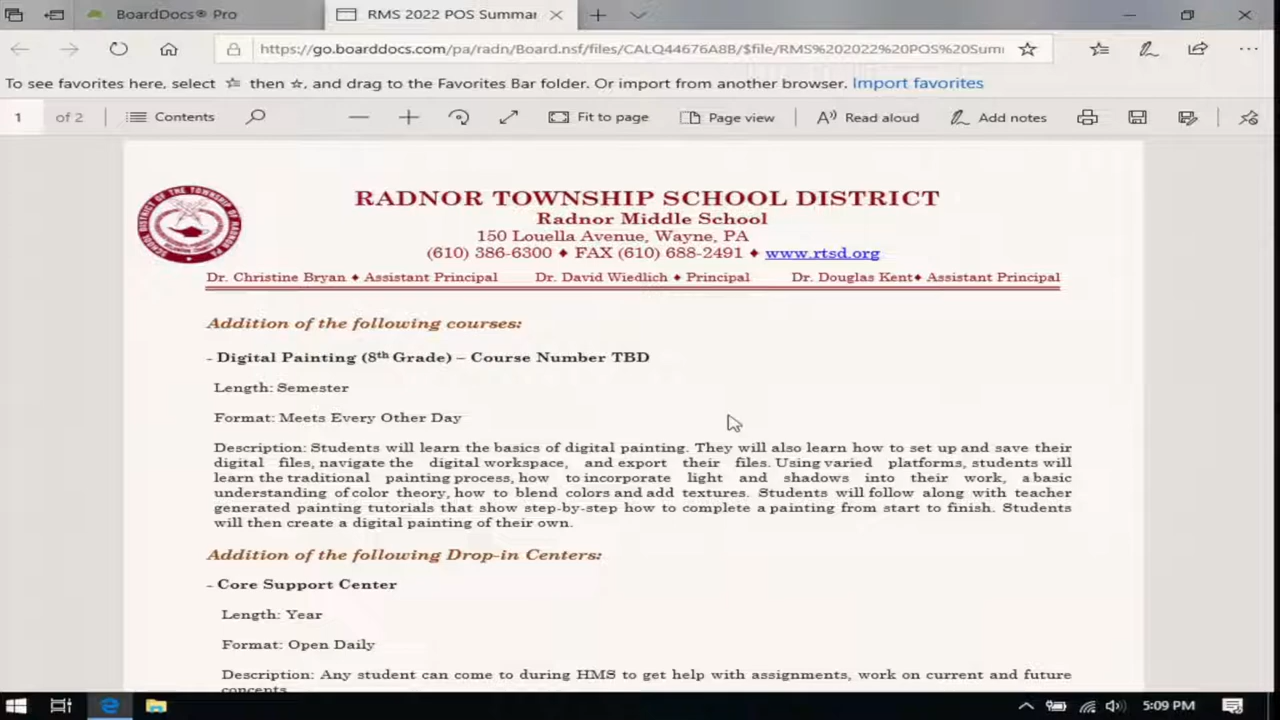 BoardDocs® Pro
RMS 2022 POS Summar
https://go.boarddocs.com/pa/radn/Board.nsf/files/CALQ44676A8B/$file/RMS%202022%20POS%20Sumi
To see favorites here, select then, and drag to the Favorites Bar folder. Or import from another browser. Import favorites
1 of 2 Contents Fit to page Page view Read aloud Add notes
RADNOR TOWNSHIP SCHOOL DISTRICT
Radnor Middle School
150 Louella Avenue, Wayne, PA
(610) 386-6300 ♦ FAX (610) 688-2491 ♦ www.rtsd.org
Dr. Christine Bryan ♦ Assistant Principal Dr. David Wiedlich ♦ Principal Dr. Douglas Kent♦ Assistant Principal
Addition of the following courses:
- Digital Painting (8th Grade) – Course Number TBD
Length: Semester
Format: Meets Every Other Day
Description: Students will learn the basics of digital painting. They will also learn how to set up and save their
digital files, navigate the digital workspace, and export their files. Using varied platforms, students will
learn the traditional painting process, how to incorporate light and shadows into their work, a basic
understanding of color theory, how to blend colors and add textures. Students will follow along with teacher
generated painting tutorials that show step-by-step how to complete a painting from start to finish. Students
will then create a digital painting of their own.
Addition of the following Drop-in Centers:
- Core Support Center
Length: Year
Format: Open Daily
Description: Any student can come to during HMS to get help with assignments, work on current and future
concepts
5:09 PM